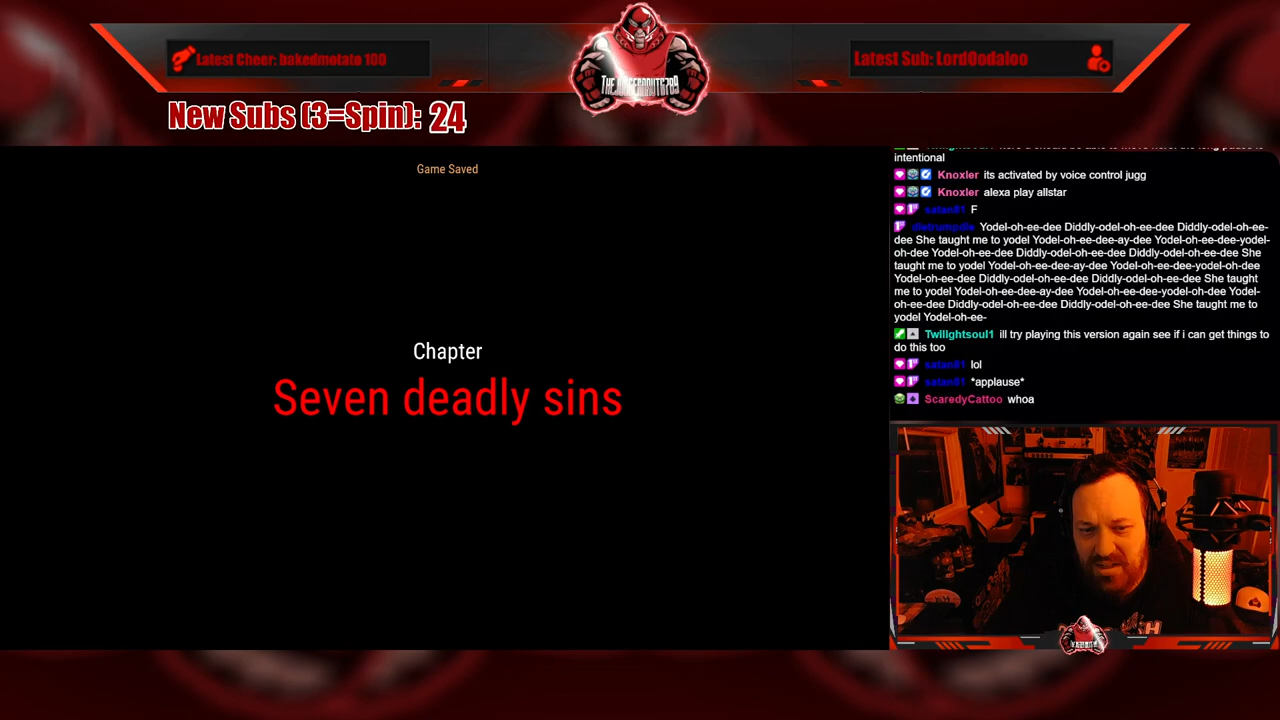 Latest Cheer: bakedmotato 100
Latest Sub: LordOodaloo
New Subs (3=Spin): 24
Game Saved
Chapter
Seven deadly sins
intentional
Knoxler its activated by voice control jugg
Knoxler alexa play allstar
satan81 F
Yodel-oh-ee-dee Diddly-odel-oh-ee-dee Diddly-odel-oh-ee-
dee She taught me to yodel Yodel-oh-ee-dee-ay-dee Yodel-oh-ee-dee-yodel-
oh-dee Yodel-oh-ee-dee Diddly-odel-oh-ee-dee Diddly-odel-oh-ee-dee She
taught me to yodel Yodel-oh-ee-dee-ay-dee Yodel-oh-ee-dee-yodel-oh-dee
Yodel-oh-ee-dee Diddly-odel-oh-ee-dee Diddly-odel-oh-ee-dee She taught
me to yodel Yodel-oh-ee-dee-ay-dee Yodel-oh-ee-dee-yodel-oh-dee Yodel-
oh-ee-dee Diddly-odel-oh-ee-dee Diddly-odel-oh-ee-dee She taught me to
yodel Yodel-oh-ee-
Twilightsoul1 ill try playing this version again see if i can get things to
do this too
satan81 lol
satan81 *applause*
ScaredyCattoo whoa